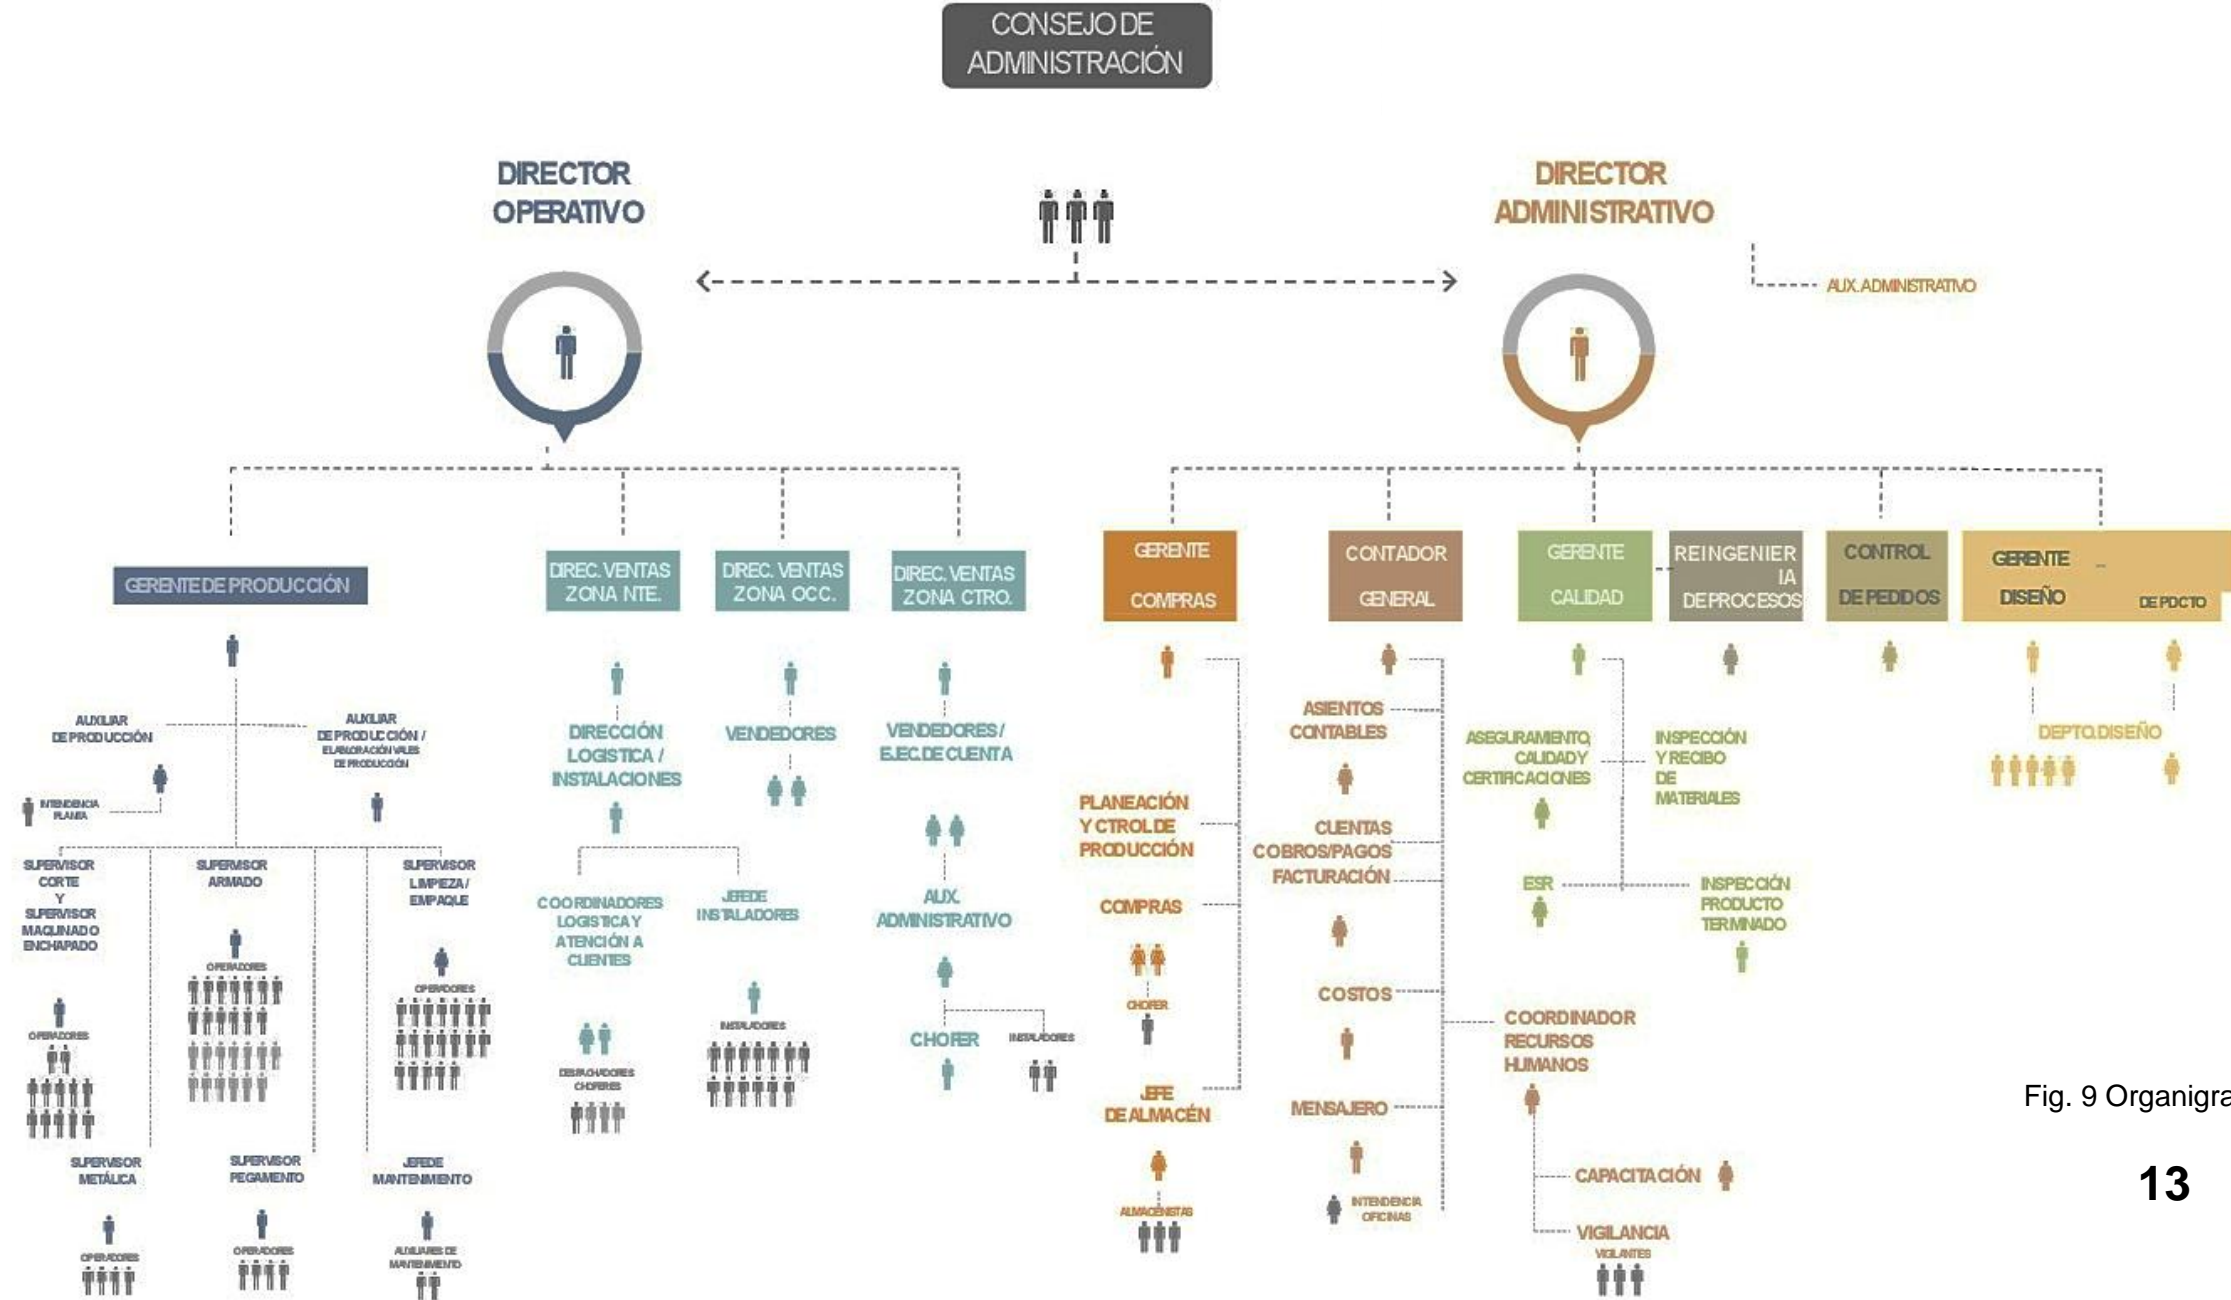 CONSEJO DE
ADMINISTRACIÓN
DIRECTOR
OPERATIVO
DIRECTOR
ADMINISTRATIVO
AUX. ADMINISTRATIVO
GERENTE DE PRODUCCIÓN
DIREC. VENTAS
ZONA NTE.
DIREC. VENTAS
ZONA OCC.
DIREC. VENTAS
ZONA CTRO.
GERENTE
COMPRAS
CONTADOR
GENERAL
GERENTE
CALIDAD
REINGENIER
IA
DE PROCESOS
CONTROL
DE PEDIDOS
GERENTE
DISEÑO
DE PDCTO
AUXILIAR
DE PRODUCCIÓN
AUXILIAR
DE PRODUCCIÓN /
ELABLORACIÓN VALES
DE PRODUCCIÓN
INTENDENCIA
PLANTA
SUPERVISOR
CORTE
Y
SUPERVISOR
MAQUINADO
ENCHAPADO
OPERADORES
SUPERVISOR
ARMADO
OPERADORES
SUPERVISOR
LIMPIEZA /
EMPAQUE
OPERADORES
SUPERVISOR
METÁLICA
OPERADORES
SUPERVISOR
PEGAMENTO
OPERADORES
JEFE DE
MANTENIMIENTO
AUXILIARES DE
MANTENIMIENTO
DIRECCIÓN
LOGISTICA /
INSTALACIONES
COORDINADORES
LOGISTICA Y
ATENCIÓN A
CLIENTES
DESPACHADORES
CHOFERES
JEFE DE
INSTALADORES
INSTALADORES
VENDEDORES
VENDEDORES /
EJEC. DE CUENTA
AUX.
ADMINISTRATIVO
CHOFER
INSTALADORES
PLANEACIÓN
Y CTROL DE
PRODUCCIÓN
COMPRAS
CHOFER
JEFE
DE ALMACÉN
ALMACENISTAS
ASIENTOS
CONTABLES
CUENTAS
COBROS/PAGOS
FACTURACIÓN
COSTOS
MENSAJERO
INTENDENCIA
OFICINAS
COORDINADOR
RECURSOS
HUMANOS
CAPACITACIÓN
VIGILANCIA
VIGILANTES
ASEGURAMIENTO,
CALIDAD Y
CERTIFICACIONES
INSPECCIÓN
Y RECIBO
DE
MATERIALES
ESR
INSPECCIÓN
PRODUCTO
TERMINADO
DEPTO. DISEÑO
Fig. 9 Organigra
13